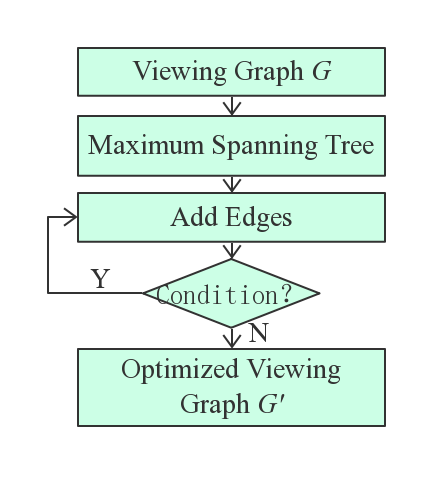 Viewing Graph G
Maximum Spanning Tree
Add Edges
Y
Condition?
N
Optimized Viewing
Graph G′